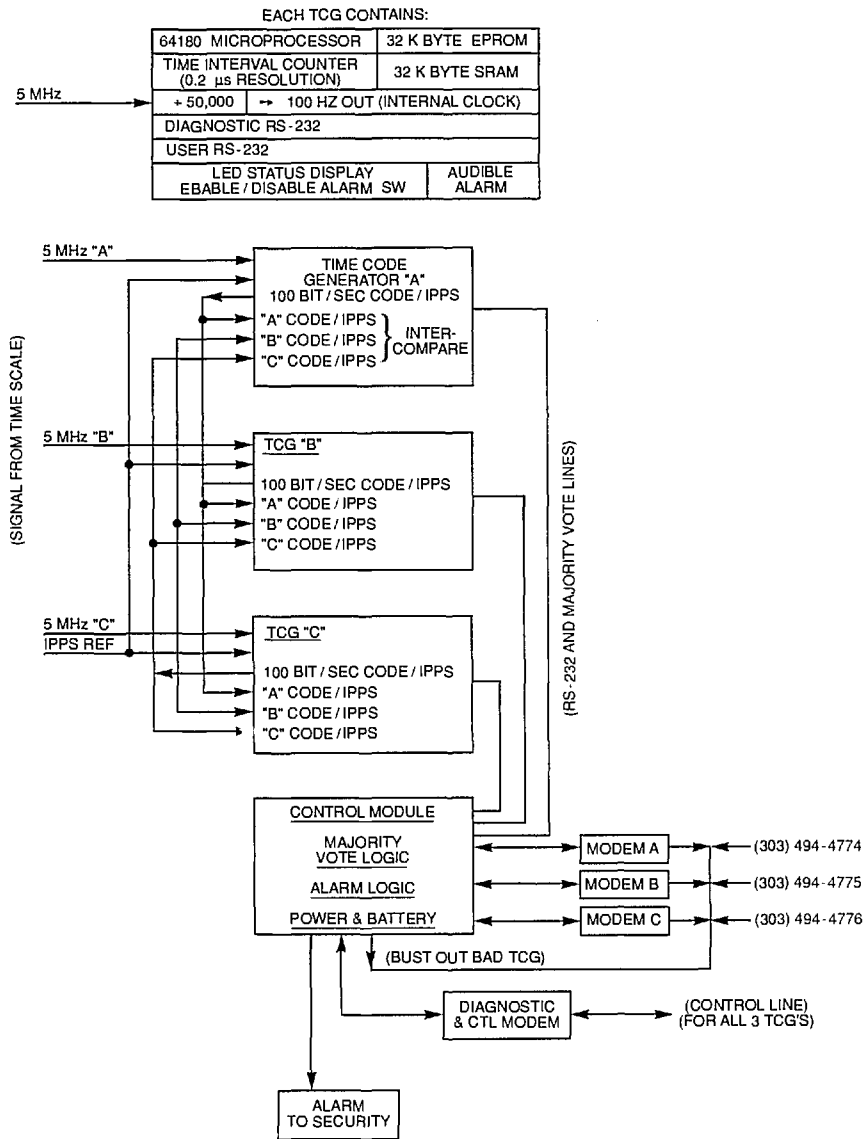 EACH TCG CONTAINS:
64180 MICROPROCESSOR
32 K BYTE EPROM
TIME INTERVAL COUNTER
(0.2 µs RESOLUTION)
32 K BYTE SRAM
5 MHz
÷ 50,000
→ 100 HZ OUT (INTERNAL CLOCK)
DIAGNOSTIC RS-232
USER RS-232
LED STATUS DISPLAY
EBABLE / DISABLE ALARM SW
AUDIBLE
ALARM
(SIGNAL FROM TIME SCALE)
5 MHz "A"
TIME CODE
GENERATOR "A"
100 BIT / SEC CODE / IPPS
"A" CODE / IPPS
"B" CODE / IPPS
"C" CODE / IPPS
INTER-
COMPARE
5 MHz "B"
TCG "B"
100 BIT / SEC CODE / IPPS
"A" CODE / IPPS
"B" CODE / IPPS
"C" CODE / IPPS
5 MHz "C"
IPPS REF
TCG "C"
100 BIT / SEC CODE / IPPS
"A" CODE / IPPS
"B" CODE / IPPS
"C" CODE / IPPS
(RS-232 AND MAJORITY VOTE LINES)
CONTROL MODULE
MAJORITY
VOTE LOGIC
ALARM LOGIC
POWER & BATTERY
MODEM A
(303) 494-4774
MODEM B
(303) 494-4775
MODEM C
(303) 494-4776
(BUST OUT BAD TCG)
DIAGNOSTIC
& CTL MODEM
(CONTROL LINE)
(FOR ALL 3 TCG'S)
ALARM
TO SECURITY